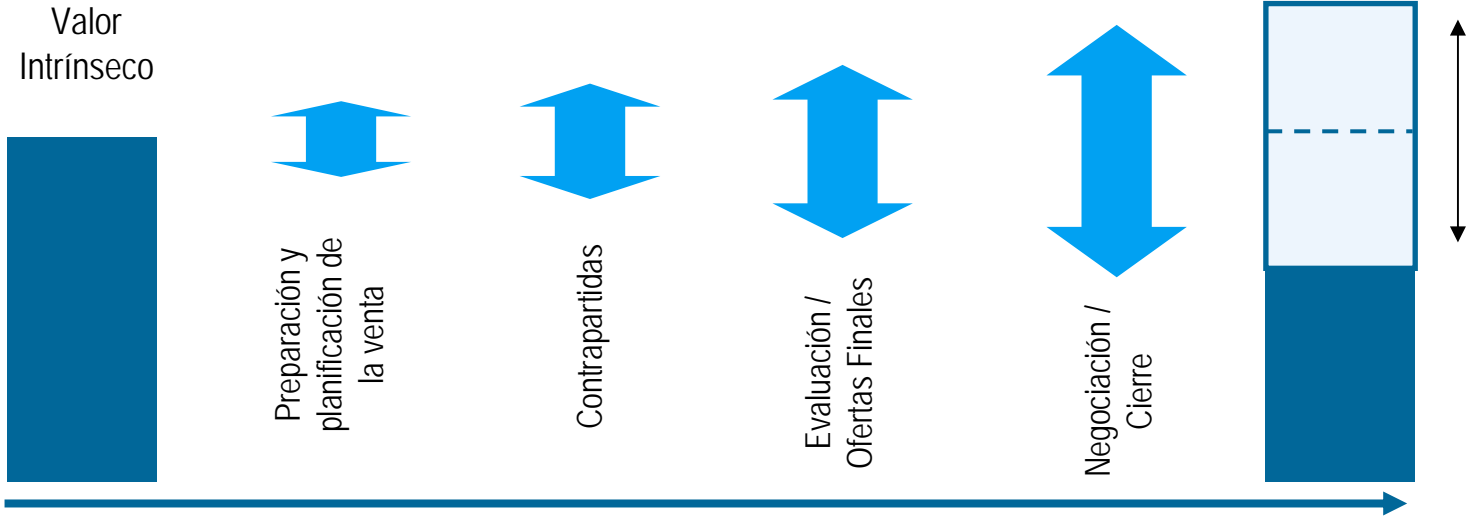 Valor
Intrínseco
Preparación y
planificación de
la venta
Contrapartidas
Evaluación /
Ofertas Finales
Negociación /
Cierre